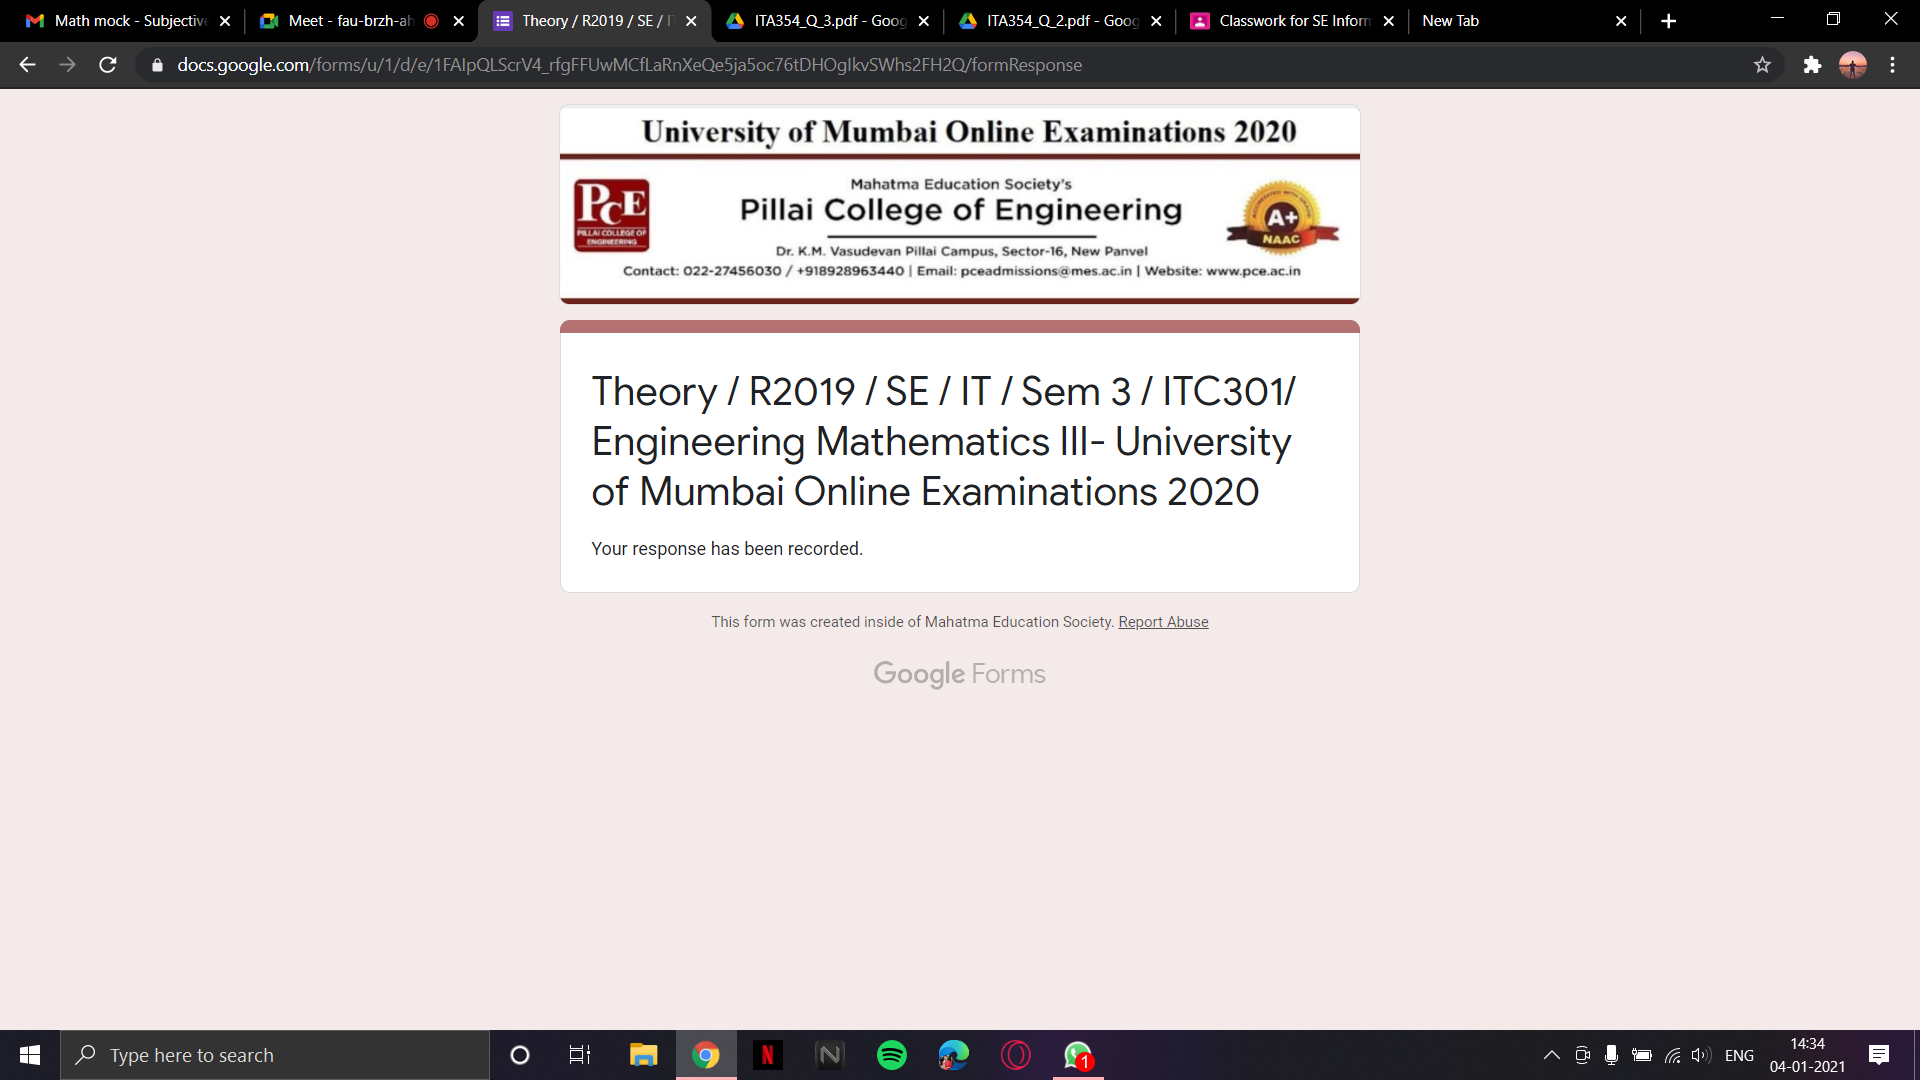 Math mock - Subjective
Meet - fau-brzh-ah
Theory / R2019 / SE / IT
ITA354_Q_3.pdf - Goog
ITA354_Q_2.pdf - Goog
Classwork for SE Inform
New Tab
docs.google.com/forms/u/1/d/e/1FAIpQLScrV4_rfgFFUwMCfLaRnXeQe5ja5oc76tDHOgIkvSWhs2FH2Q/formResponse
University of Mumbai Online Examinations 2020
PCE
PILLAI COLLEGE OF
ENGINEERING
Mahatma Education Society's
Pillai College of Engineering
Dr. K.M. Vasudevan Pillai Campus, Sector-16, New Panvel
Contact: 022-27456030 / +918928963440 | Email: pceadmissions@mes.ac.in | Website: www.pce.ac.in
ACCREDITED WITH GRADE
A+
NAAC
Theory / R2019 / SE / IT / Sem 3 / ITC301/
Engineering Mathematics III- University
of Mumbai Online Examinations 2020
Your response has been recorded.
This form was created inside of Mahatma Education Society. Report Abuse
Google Forms
Type here to search
N
N
1
ENG
14:34
04-01-2021